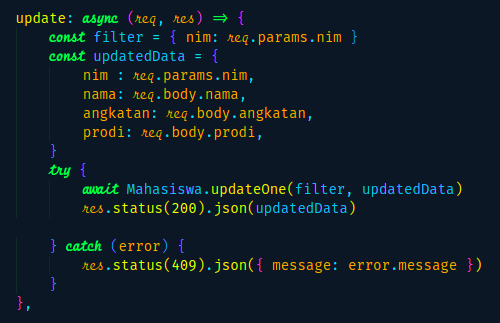 update: async (req, res) => {
    const filter = { nim: req.params.nim }
    const updatedData = {
        nim : req.params.nim,
        nama: req.body.nama,
        angkatan: req.body.angkatan,
        prodi: req.body.prodi,
    }
    try {
        await Mahasiswa.updateOne(filter, updatedData)
        res.status(200).json(updatedData)

    } catch (error) {
        res.status(409).json({ message: error.message })
    }
},